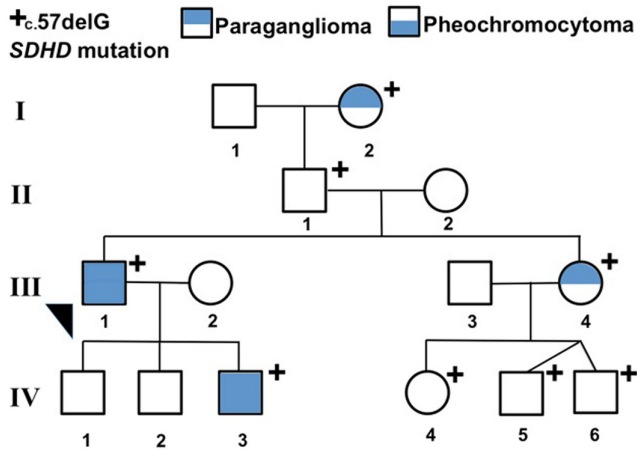 +c.57delG
SDHD mutation
Paraganglioma
Pheochromocytoma
I
+
1 2
II
+
1 2
III
+ +
1 2 3 4
IV
+ + + +
1 2 3 4 5 6